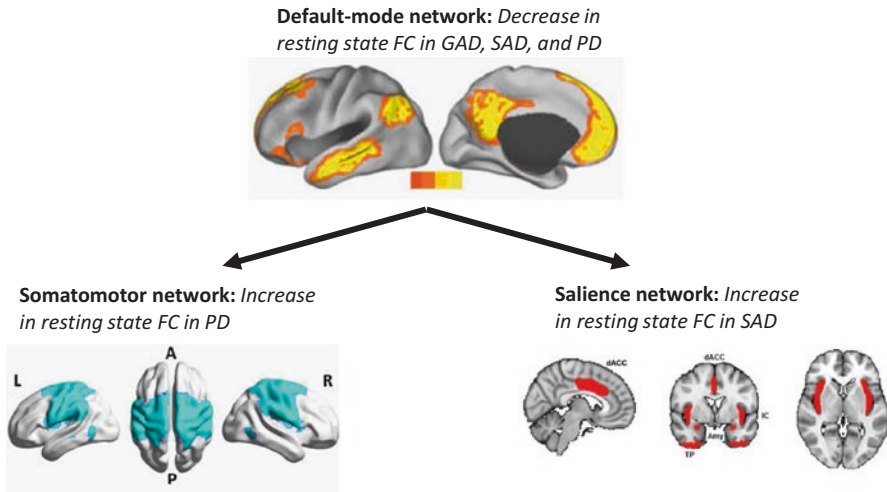 Default-mode network: Decrease in
resting state FC in GAD, SAD, and PD
Somatomotor network: Increase
in resting state FC in PD
Salience network: Increase
in resting state FC in SAD
A
L
R
P
dACC
dACC
IC
Amy
TP